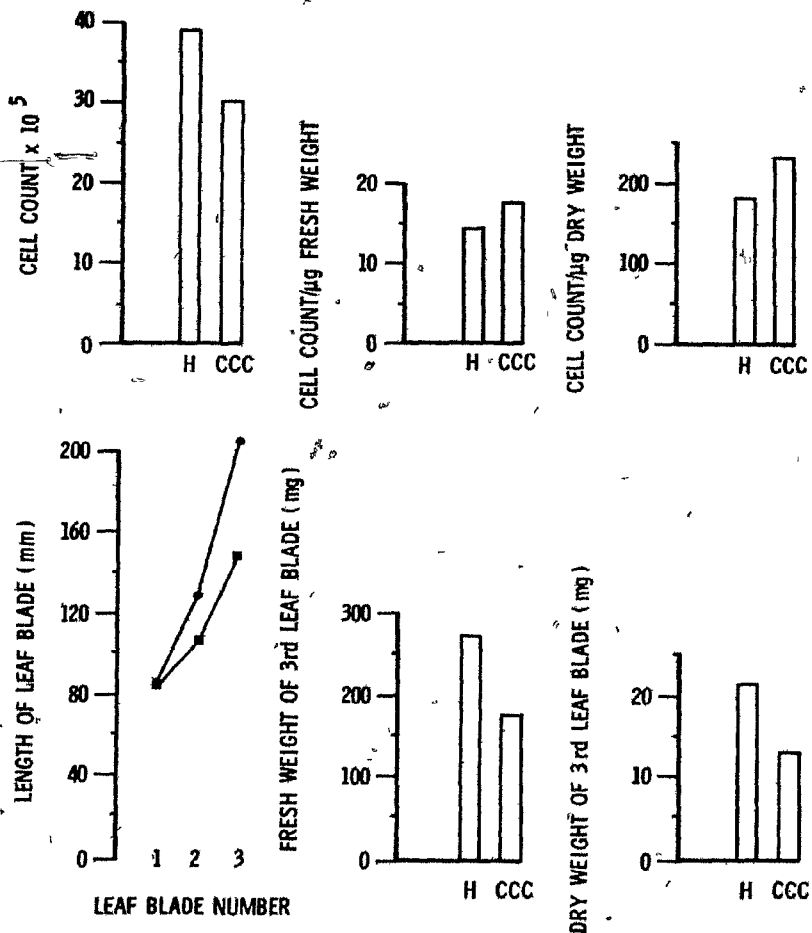 CELL COUNT x 10^5
40
30
20
10
0
H CCC
CELL COUNT/µg FRESH WEIGHT
20
10
0
H CCC
CELL COUNT/µg DRY WEIGHT
200
100
0
H CCC
LENGTH OF LEAF BLADE (mm)
200
160
120
80
40
0
1 2 3
LEAF BLADE NUMBER
FRESH WEIGHT OF 3rd LEAF BLADE (mg)
300
200
100
0
H CCC
DRY WEIGHT OF 3rd LEAF BLADE (mg)
20
10
0
H CCC